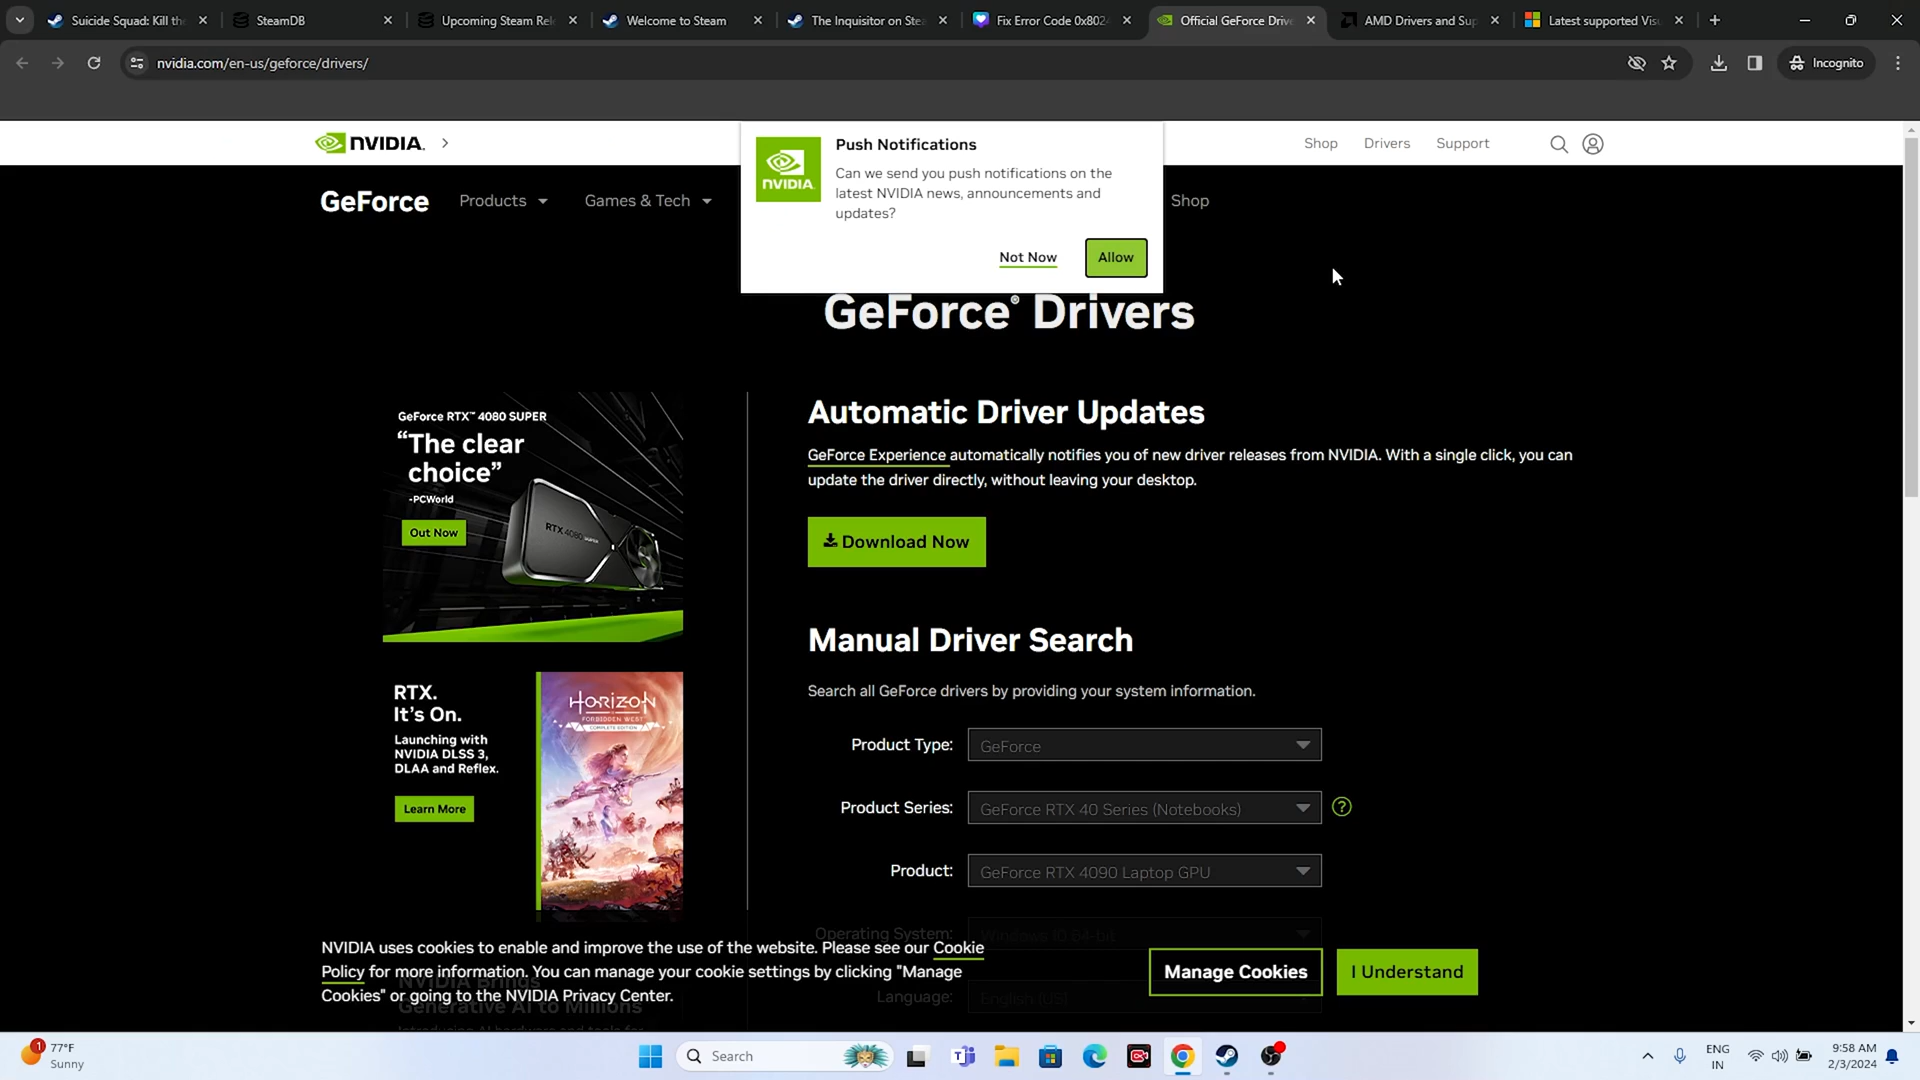 Suicide Squad: Kill the
SteamDB
Upcoming Steam Rele
Welcome to Steam
The Inquisitor on Stea
Fix Error Code 0x8024
Official GeForce Drive
AMD Drivers and Sup
Latest supported Visu
nvidia.com/en-us/geforce/drivers/
Incognito
NVIDIA.
Shop
Drivers
Support
GeForce
Products
Games & Tech
Shop
NVIDIA.
Push Notifications
Can we send you push notifications on the
latest NVIDIA news, announcements and
updates?
Not Now
Allow
GeForce® Drivers
GeForce RTX™ 4080 SUPER
“The clear
choice”
-PCWorld
Out Now
RTX 4080 SUPER
RTX.
It's On.
Launching with
NVIDIA DLSS 3,
DLAA and Reflex.
Learn More
HORIZON
FORBIDDEN WEST
COMPLETE EDITION
Automatic Driver Updates
GeForce Experience automatically notifies you of new driver releases from NVIDIA. With a single click, you can
update the driver directly, without leaving your desktop.
Download Now
Manual Driver Search
Search all GeForce drivers by providing your system information.
Product Type:
GeForce
Product Series:
GeForce RTX 40 Series (Notebooks)
?
Product:
GeForce RTX 4090 Laptop GPU
Operating System:
Windows 10 64-bit
Language:
English (US)
NVIDIA Brings
Generative AI to Millions
NVIDIA uses cookies to enable and improve the use of the website. Please see our Cookie
Policy for more information. You can manage your cookie settings by clicking "Manage
Cookies" or going to the NVIDIA Privacy Center.
Manage Cookies
I Understand
1
77°F
Sunny
Search
ENG
IN
9:58 AM
2/3/2024